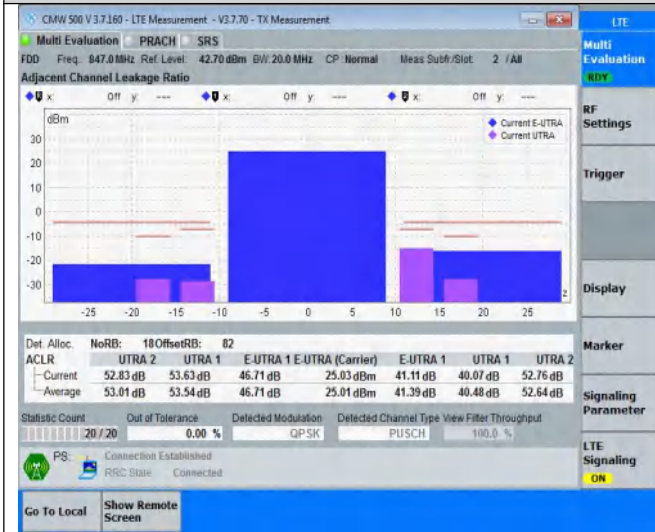 CMW 500 V 3.7.160 - LTE Measurement - V3.7.70 - TX Measurement
LTE
Multi Evaluation PRACH SRS
Multi Evaluation
RDY
FDD Freq.: 847.0 MHz Ref. Level: 42.70 dBm BW: 20.0 MHz CP: Normal Meas Subfr./Slot: 2 / All
Adjacent Channel Leakage Ratio
x: Off y: --- x: Off y: --- x: Off y: ---
RF Settings
dBm
Current E-UTRA
Current UTRA
30
20
10
0
-10
-20
-30
Trigger
-25 -20 -15 -10 -5 0 5 10 15 20 25
z
Display
Det. Alloc. NoRB: 18 OffsetRB: 82
ACLR UTRA 2 UTRA 1 E-UTRA 1 E-UTRA (Carrier) E-UTRA 1 UTRA 1 UTRA 2
Current 52.83 dB 53.63 dB 46.71 dB 25.03 dBm 41.11 dB 40.07 dB 52.76 dB
Average 53.01 dB 53.54 dB 46.71 dB 25.01 dBm 41.39 dB 40.48 dB 52.64 dB
Marker
Signaling Parameter
Statistic Count Out of Tolerance Detected Modulation Detected Channel Type View Filter Throughput
20 / 20 0.00 % QPSK PUSCH 100.0 %
PS: Connection Established
RRC State Connected
LTE Signaling
ON
Go To Local
Show Remote Screen